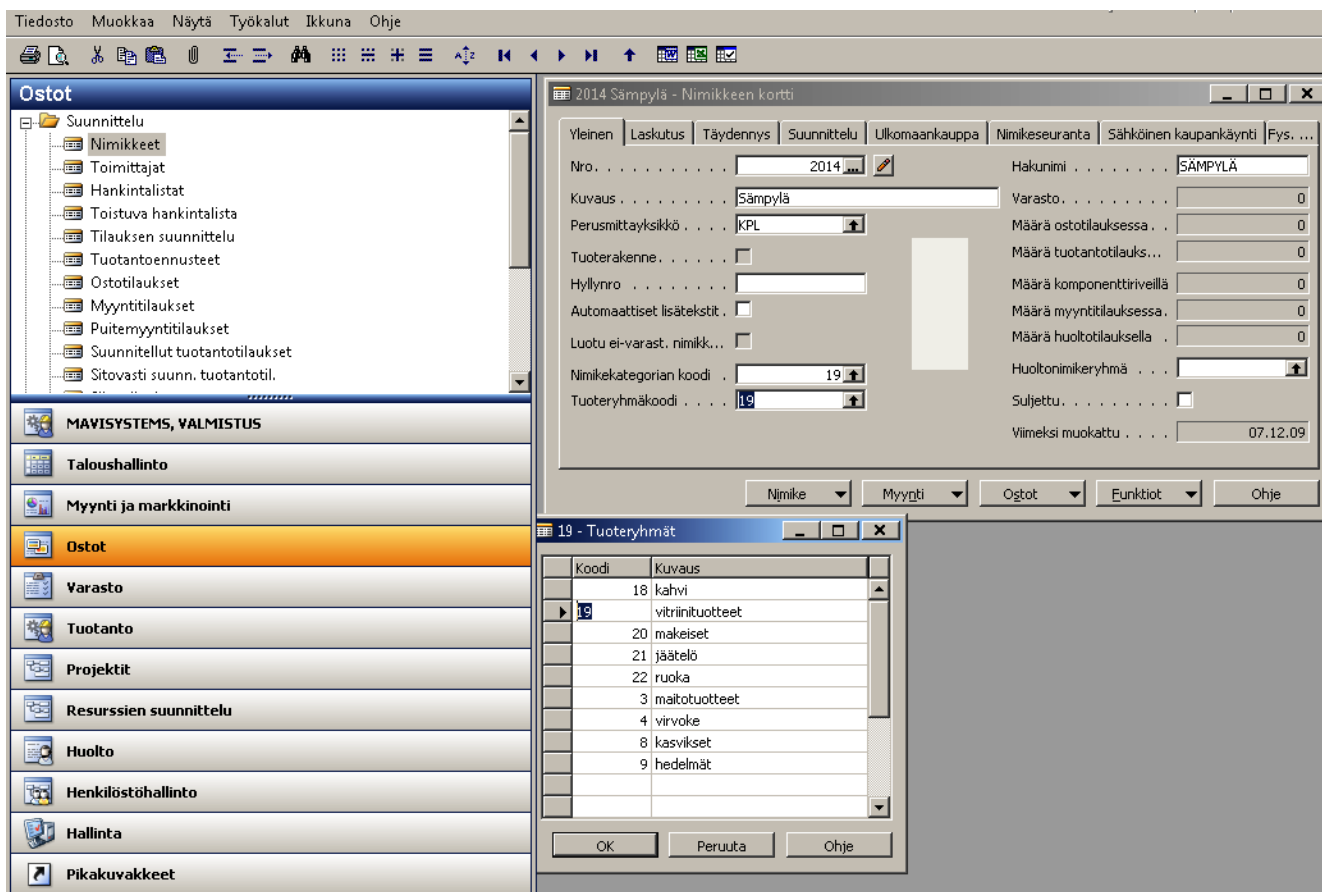 Tiedosto Muokkaa Näytä Työkalut Ikkuna Ohje
Ostot
Suunnittelu
Nimikkeet
Toimittajat
Hankintalistat
Toistuva hankintalista
Tilauksen suunnittelu
Tuotantoennusteet
Ostotilaukset
Myyntitilaukset
Puitemyyntitilaukset
Suunnitellut tuotantotilaukset
Sitovasti suunn. tuotantotil.
MAVISYSTEMS, VALMISTUS
Taloushallinto
Myynti ja markkinointi
Ostot
Varasto
Tuotanto
Projektit
Resurssien suunnittelu
Huolto
Henkilöstöhallinto
Hallinta
Pikakuvakkeet
2014 Sämpylä - Nimikkeen kortti
Yleinen Laskutus Täydennys Suunnittelu Ulkomaankauppa Nimikeseuranta Sähköinen kaupankäynti Fys. ...
Nro. . . . . . . . . . . . 2014 ...
Kuvaus . . . . . . . . . Sämpylä
Perusmittayksikkö . . . . KPL
Tuoterakenne. . . . . . .
Hyllynro . . . . . . . .
Automaattiset lisätekstit .
Luotu ei-varast. nimikk...
Nimikekategorian koodi . 19
Tuoteryhmäkoodi . . . . 19
Hakunimi . . . . . . . . SÄMPYLÄ
Varasto. . . . . . . . . 0
Määrä ostotilauksessa. . 0
Määrä tuotantotilauks... 0
Määrä komponenttiriveillä 0
Määrä myyntitilauksessa. 0
Määrä huoltotilauksella . 0
Huoltonimikeryhmä . . .
Suljettu. . . . . . . . .
Viimeksi muokattu . . . . 07.12.09
Nimike Myynti Ostot Funktiot Ohje
19 - Tuoteryhmät
Koodi Kuvaus
18 kahvi
19 vitriinituotteet
20 makeiset
21 jäätelö
22 ruoka
3 maitotuotteet
4 virvoke
8 kasvikset
9 hedelmät
OK Peruuta Ohje